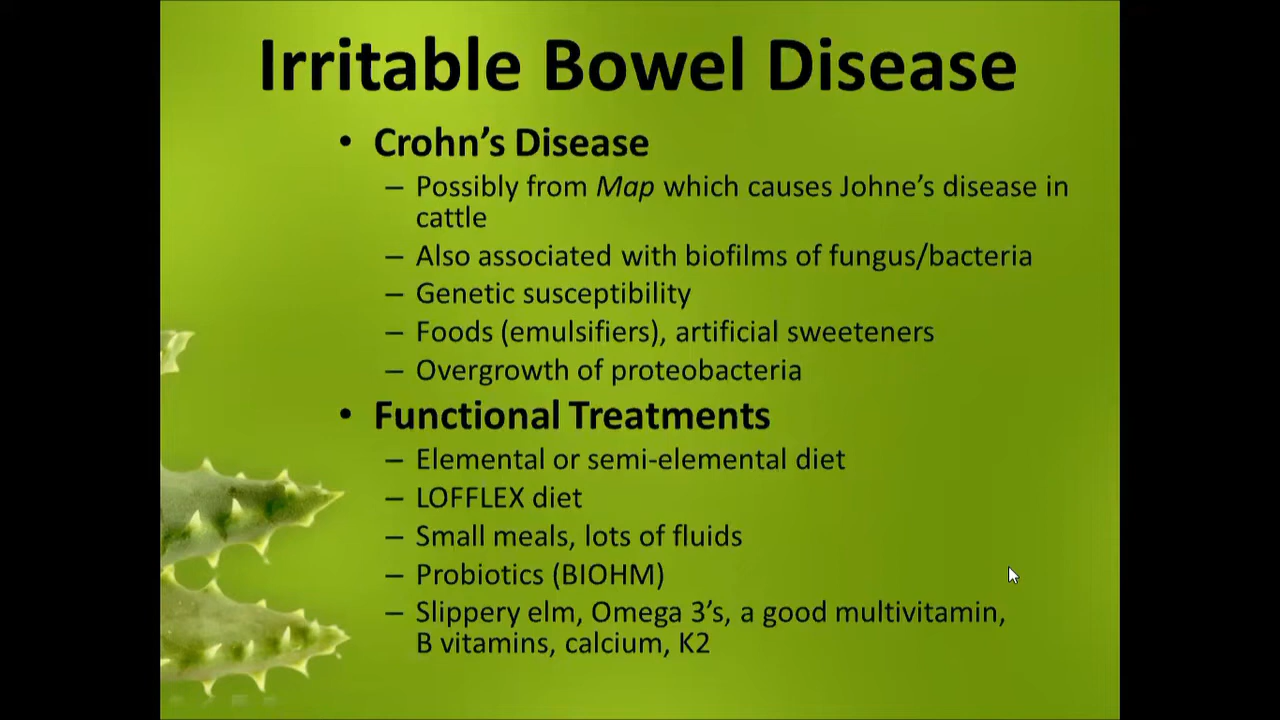 Irritable Bowel Disease
• Crohn's Disease
– Possibly from Map which causes Johne's disease in
cattle
– Also associated with biofilms of fungus/bacteria
– Genetic susceptibility
– Foods (emulsifiers), artificial sweeteners
– Overgrowth of proteobacteria
• Functional Treatments
– Elemental or semi-elemental diet
– LOFFLEX diet
– Small meals, lots of fluids
– Probiotics (BIOHM)
– Slippery elm, Omega 3's, a good multivitamin,
B vitamins, calcium, K2